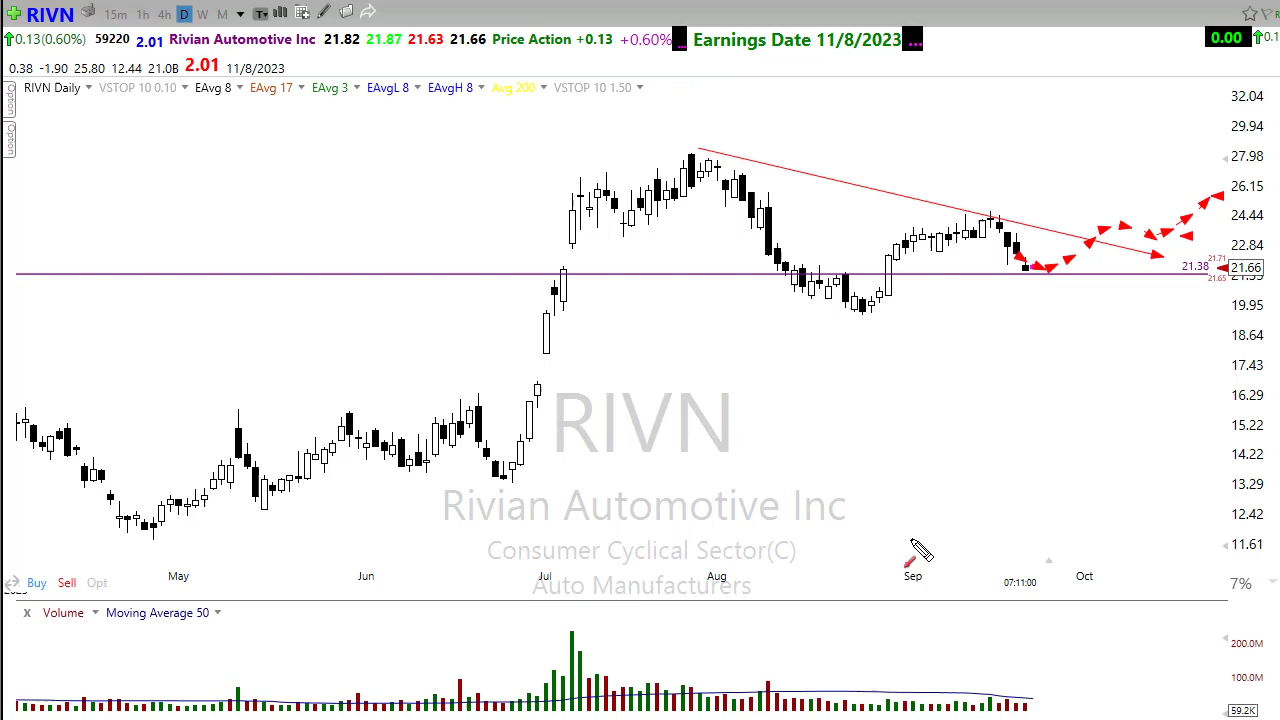 RIVN 15m 1h 4h D W M T
0.13(0.60%) 59220 2.01 Rivian Automotive Inc 21.82 21.87 21.63 21.66 Price Action +0.13 +0.60% ... Earnings Date 11/8/2023 ... 0.00
0.38 -1.90 25.80 12.44 21.0B 2.01 11/8/2023
RIVN Daily VSTOP 10 0.10 EAvg 8 EAvg 17 EAvg 3 EAvgL 8 EAvgH 8 Avg 200 VSTOP 10 1.50
Option
Option
32.04
29.94
27.98
26.15
24.44
22.84
21.71
21.38
21.66
21.65
19.95
18.64
17.43
16.29
15.22
14.22
13.29
12.42
11.61
RIVN
Rivian Automotive Inc
Consumer Cyclical Sector(C)
Auto Manufacturers
May Jun Jul Aug Sep Oct
07:11:00
Buy Sell Opt
7%
X Volume Moving Average 50
200.0M
100.0M
59.2K